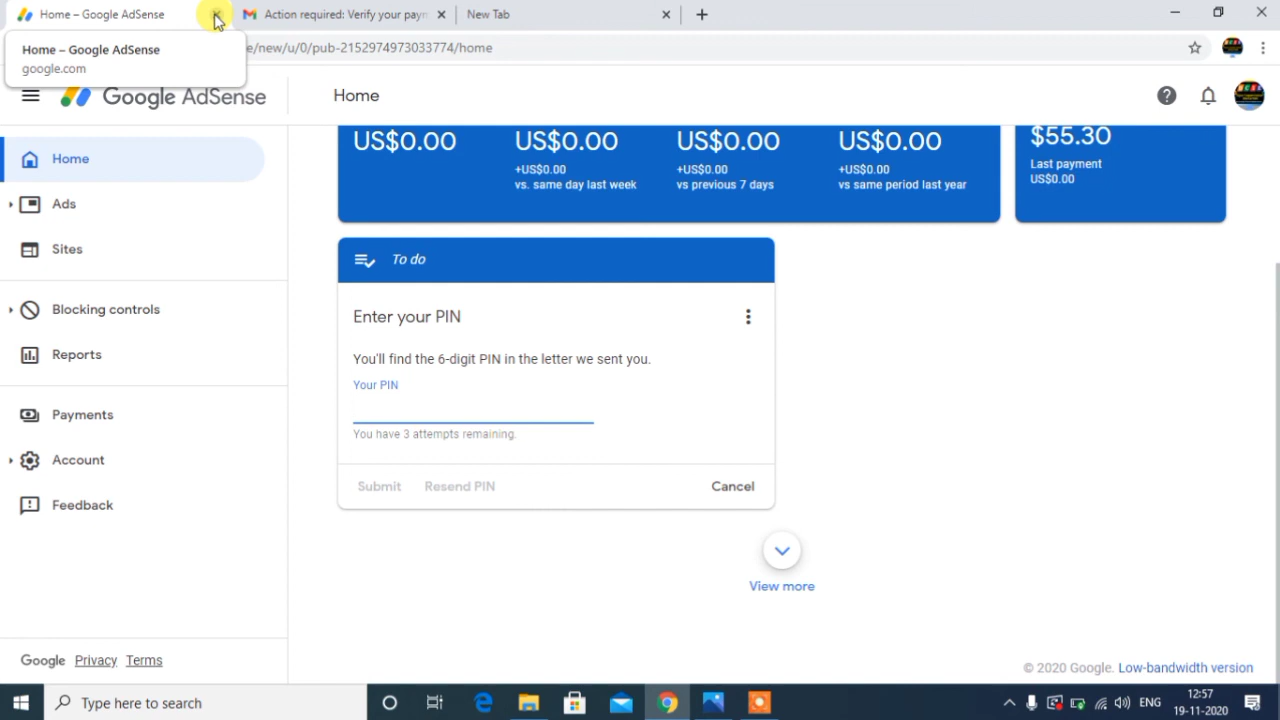 Home – Google AdSense
Action required: Verify your paym
New Tab
Home – Google AdSense
google.com
e/new/u/0/pub-2152974973033774/home
Google AdSense
Home
Home
Ads
Sites
Blocking controls
Reports
Payments
Account
Feedback
US$0.00
US$0.00
+US$0.00
vs. same day last week
US$0.00
+US$0.00
vs previous 7 days
US$0.00
+US$0.00
vs same period last year
$55.30
Last payment
US$0.00
To do
Enter your PIN
You'll find the 6-digit PIN in the letter we sent you.
Your PIN
You have 3 attempts remaining.
Submit
Resend PIN
Cancel
View more
Google Privacy Terms
© 2020 Google. Low-bandwidth version
Type here to search
ENG
12:57
19-11-2020